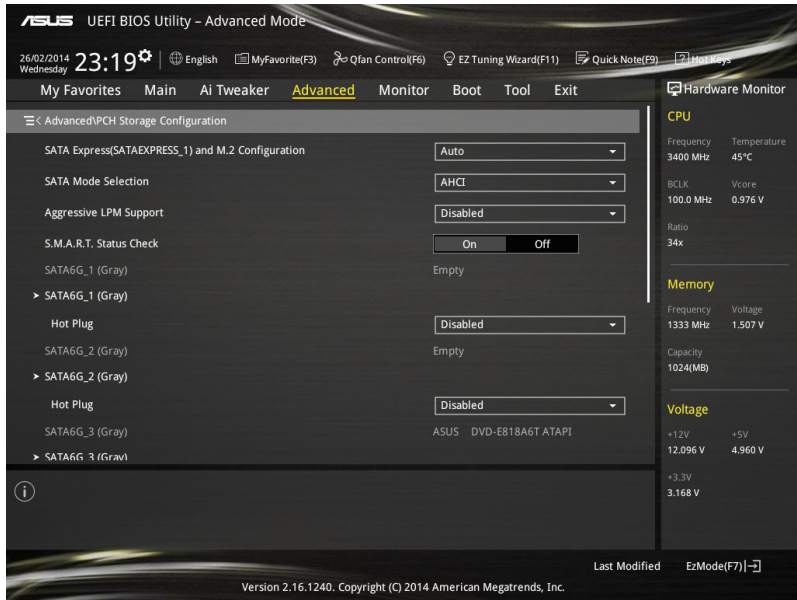 ASUS UEFI BIOS Utility – Advanced Mode
26/02/2014
Wednesday
23:19
English
MyFavorite(F3)
Qfan Control(F6)
EZ Tuning Wizard(F11)
Quick Note(F9)
? Hot Keys
My Favorites Main Ai Tweaker Advanced Monitor Boot Tool Exit
< Advanced\PCH Storage Configuration
SATA Express(SATAEXPRESS_1) and M.2 Configuration Auto
SATA Mode Selection AHCI
Aggressive LPM Support Disabled
S.M.A.R.T. Status Check On Off
SATA6G_1 (Gray) Empty
> SATA6G_1 (Gray)
Hot Plug Disabled
SATA6G_2 (Gray) Empty
> SATA6G_2 (Gray)
Hot Plug Disabled
SATA6G_3 (Gray) ASUS DVD-E818A6T ATAPI
> SATA6G_3 (Gray)
Hardware Monitor
CPU
Frequency Temperature
3400 MHz 45°C
BCLK Vcore
100.0 MHz 0.976 V
Ratio
34x
Memory
Frequency Voltage
1333 MHz 1.507 V
Capacity
1024(MB)
Voltage
+12V +5V
12.096 V 4.960 V
+3.3V
3.168 V
Last Modified EzMode(F7)
Version 2.16.1240. Copyright (C) 2014 American Megatrends, Inc.